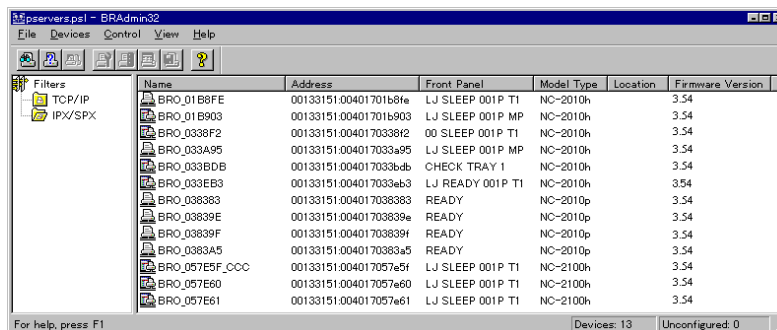 pservers.psl - BRAdmin32
File Devices Control View Help
Filters
TCP/IP
IPX/SPX
Name Address Front Panel Model Type Location Firmware Version
BRO_01B8FE 00133151:00401701b8fe LJ SLEEP 001P T1 NC-2010h 3.54
BRO_01B903 00133151:00401701b903 LJ SLEEP 001P MP NC-2010h 3.54
BRO_0338F2 00133151:0040170338f2 00 SLEEP 001P T1 NC-2010h 3.54
BRO_033A95 00133151:004017033a95 LJ SLEEP 001P MP NC-2010h 3.54
BRO_033BDB 00133151:004017033bdb CHECK TRAY 1 NC-2010h 3.54
BRO_033EB3 00133151:004017033eb3 LJ READY 001P T1 NC-2010h 3.54
BRO_038383 00133151:004017038383 READY NC-2010p 3.54
BRO_03839E 00133151:00401703839e READY NC-2010p 3.54
BRO_03839F 00133151:00401703839f READY NC-2010p 3.54
BRO_0383A5 00133151:0040170383a5 READY NC-2010p 3.54
BRO_057E5F_CCC 00133151:004017057e5f LJ SLEEP 001P T1 NC-2100h 3.54
BRO_057E60 00133151:004017057e60 LJ SLEEP 001P T1 NC-2100h 3.54
BRO_057E61 00133151:004017057e61 LJ SLEEP 001P T1 NC-2100h 3.54
For help, press F1 Devices: 13 Unconfigured: 0